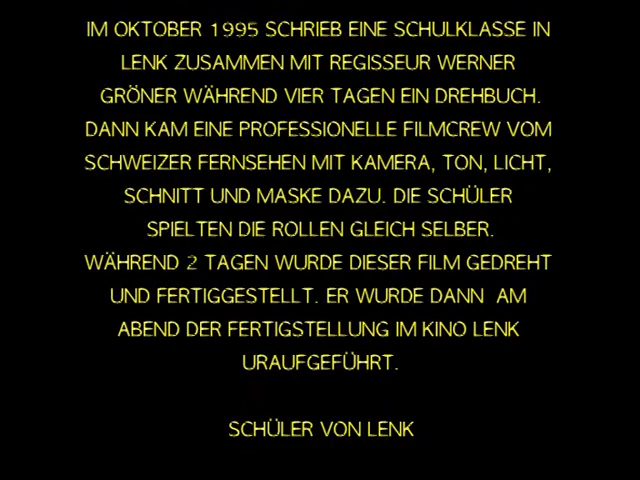 IM OKTOBER 1995 SCHRIEB EINE SCHULKLASSE IN
LENK ZUSAMMEN MIT REGISSEUR WERNER
GRÖNER WÄHREND VIER TAGEN EIN DREHBUCH.
DANN KAM EINE PROFESSIONELLE FILMCREW VOM
SCHWEIZER FERNSEHEN MIT KAMERA, TON, LICHT,
SCHNITT UND MASKE DAZU. DIE SCHÜLER
SPIELTEN DIE ROLLEN GLEICH SELBER.
WÄHREND 2 TAGEN WURDE DIESER FILM GEDREHT
UND FERTIGGESTELLT. ER WURDE DANN AM
ABEND DER FERTIGSTELLUNG IM KINO LENK
URAUFGEFÜHRT.
SCHÜLER VON LENK